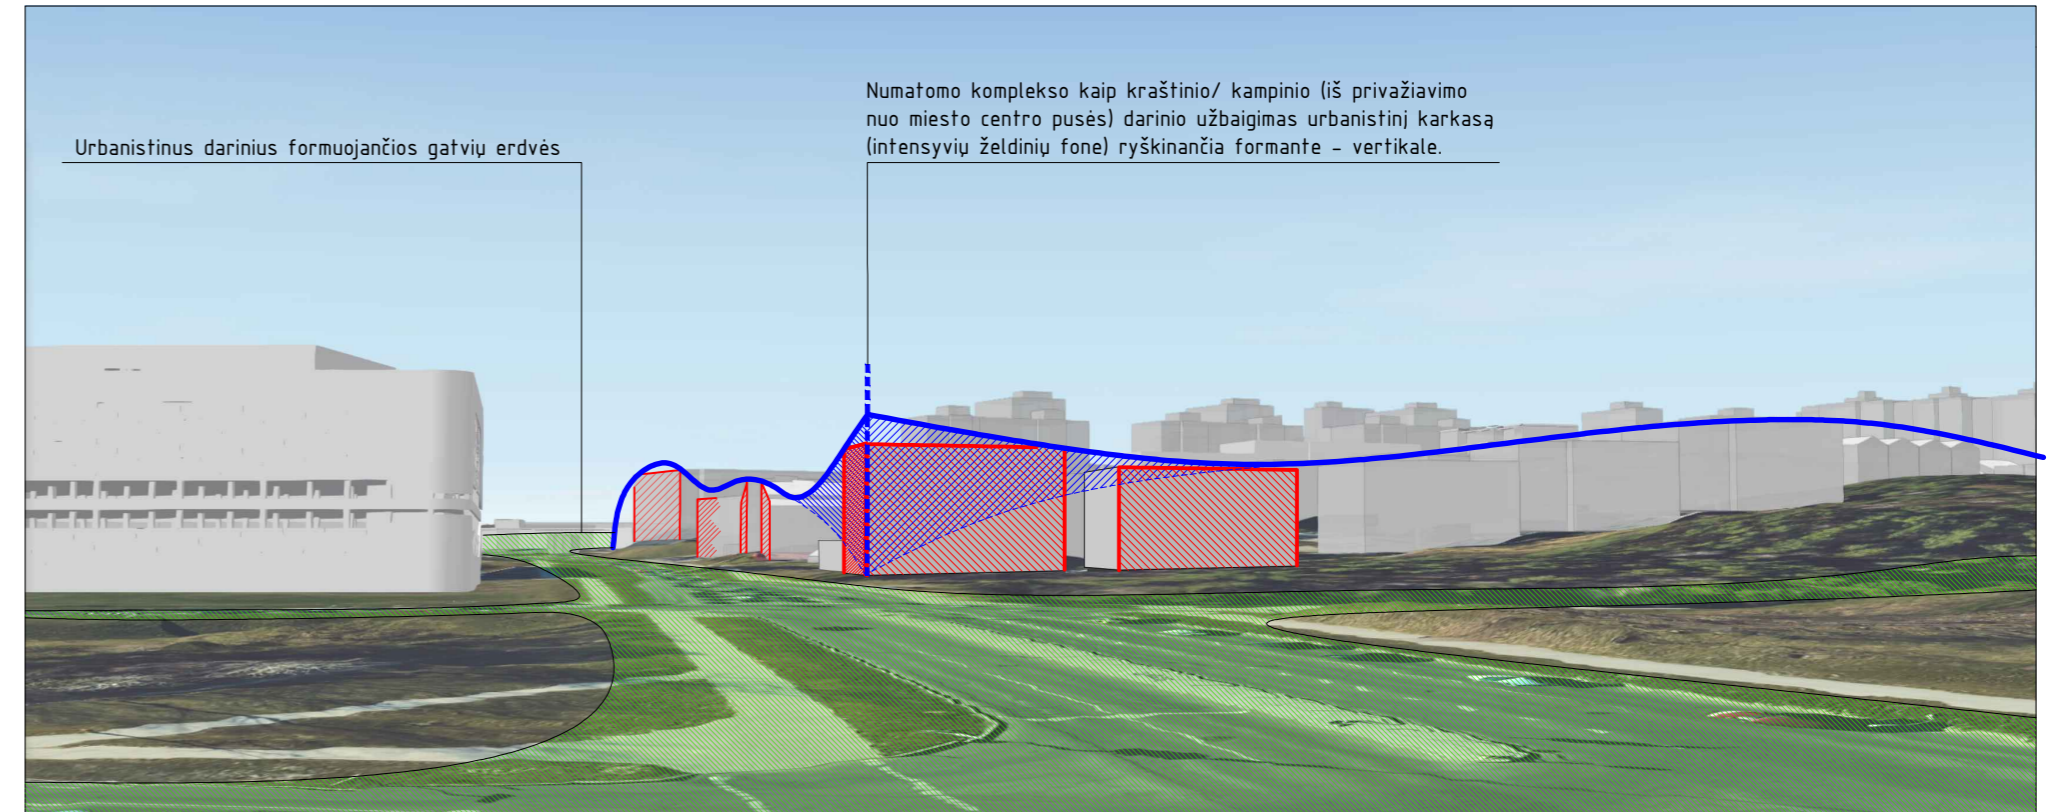 Urbanistinus darinius formuojančios gatvių erdvės
Numatomo komplekso kaip kraštinio/ kampinio (iš privažiavimo
nuo miesto centro pusės) darinio užbaigimas urbanistinį karkasą
(intensyvių želdinių fone) ryškinančia formante – vertikale.